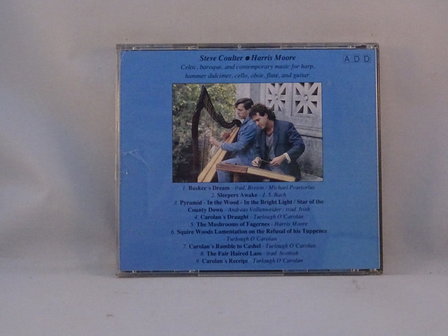 Steve Coulter ● Harris Moore
A D D
Celtic, baroque, and contemporary music for harp,
hammer dulcimer, cello, oboe, flute, and guitar
1. Busker's Dream - trad. Breton / Michael Praetorius
2. Sleepers Awake - J. S. Bach
3. Pyramid - In the Wood - In the Bright Light / Star of the
County Down - Andreas Vollenweider / trad. Irish
4. Carolan's Draught - Turlough O'Carolan
5. The Mushrooms of Fagernes - Harris Moore
6. Squire Woods Lamentation on the Refusal of his Tuppence
Turlough O'Carolan
7. Carolan's Ramble to Cashel - Turlough O'Carolan
8. The Fair Haired Lass - trad. Scottish
9. Carolan's Receipt - Turlough O'Carolan